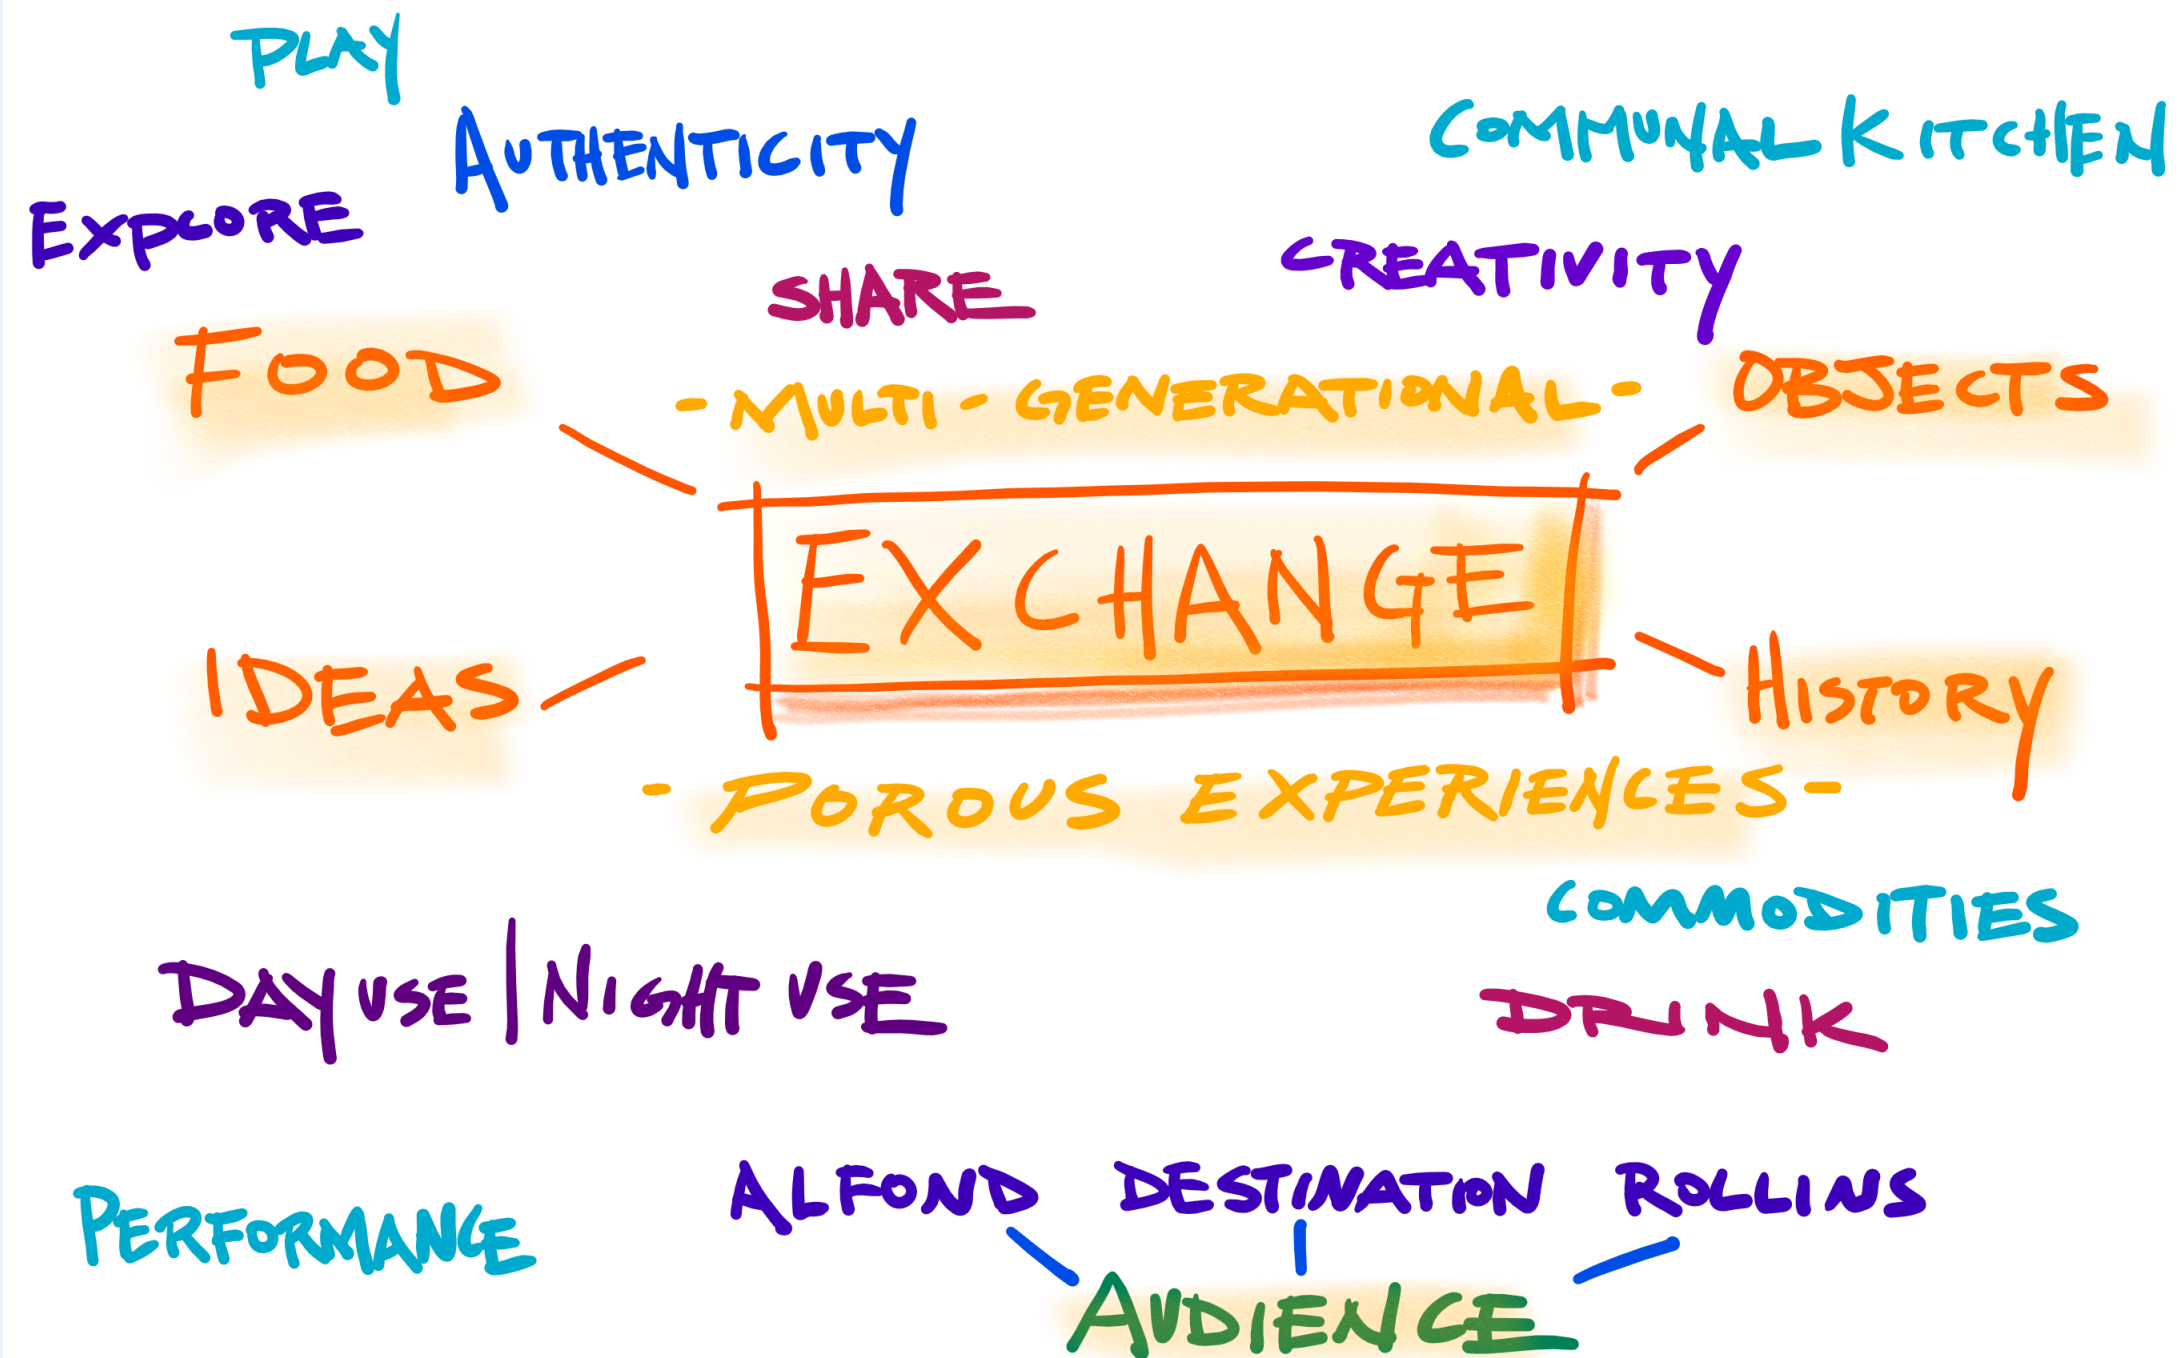 PLAY
AUTHENTICITY
COMMUNAL KITCHEN
EXPLORE
CREATIVITY
SHARE
FOOD
- MULTI-GENERATIONAL -
OBJECTS
EXCHANGE
IDEAS
HISTORY
- POROUS EXPERIENCES -
COMMODITIES
DAY USE | NIGHT USE
DRINK
ALFOND DESTINATION ROLLINS
PERFORMANCE
AUDIENCE